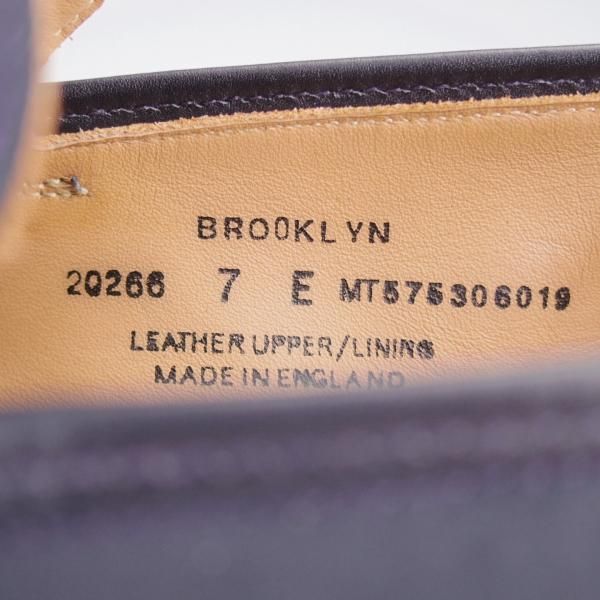 BROOKLYN
20266 7 E MT575306019
LEATHER UPPER/LINING
MADE IN ENGLAND